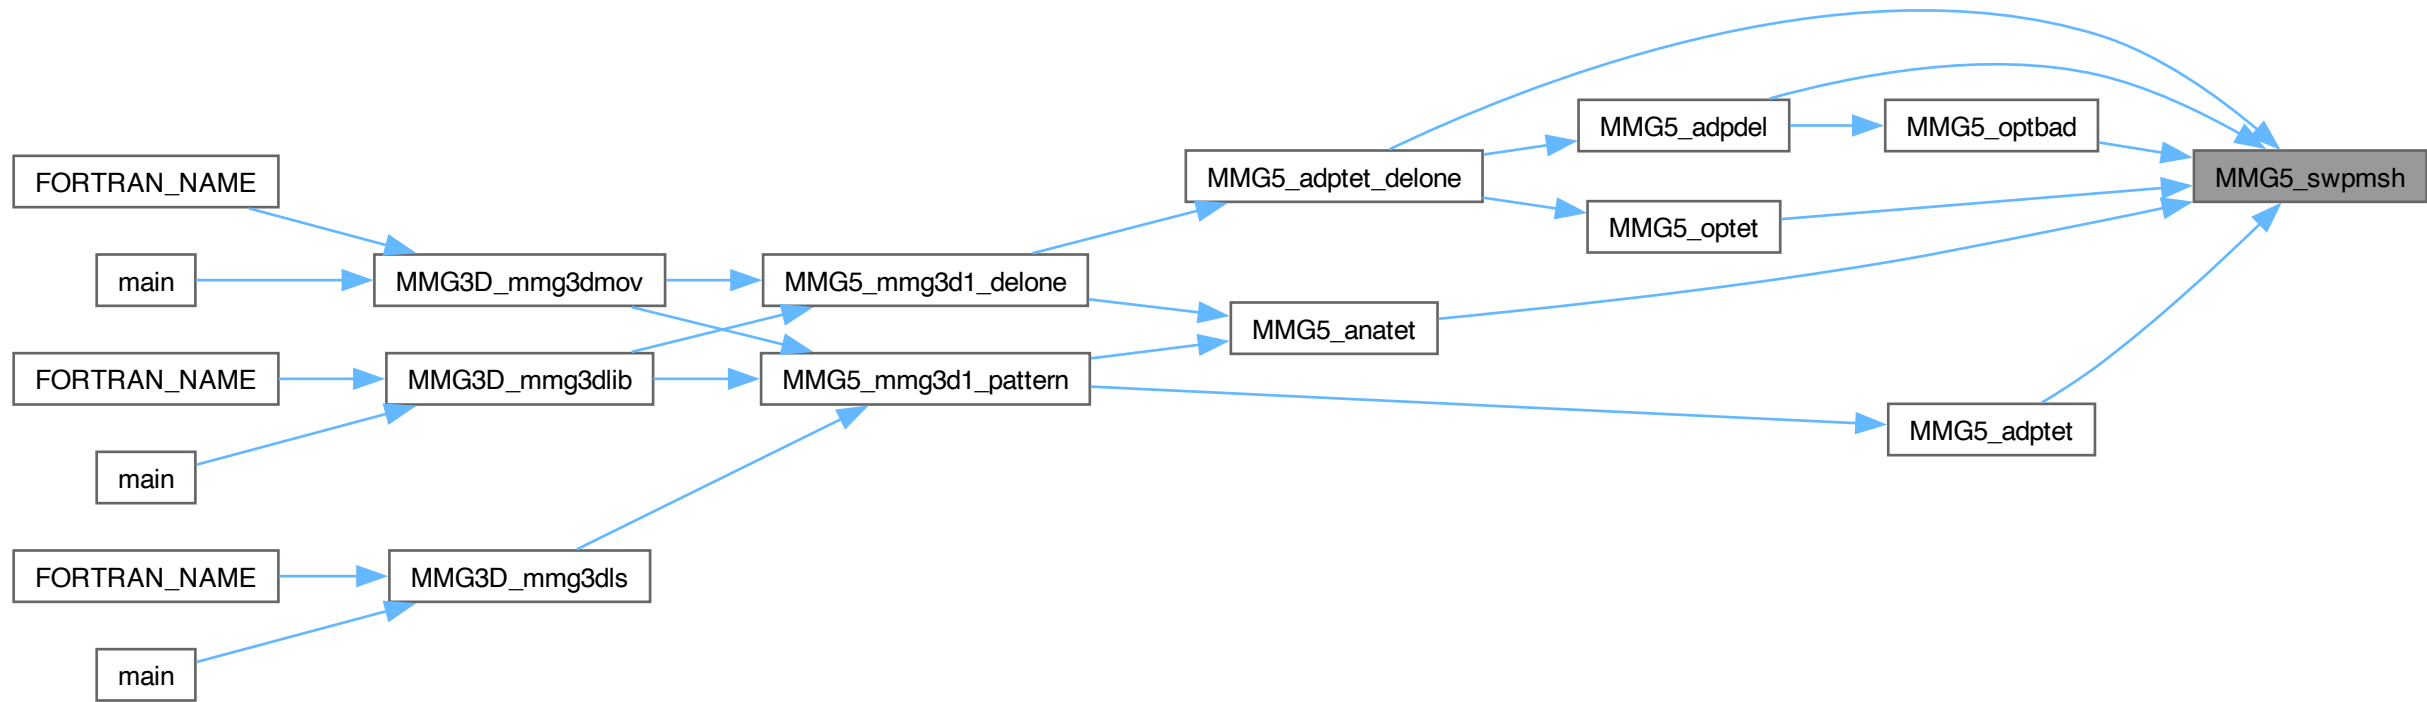 MMG5_adpdel
MMG5_optbad
FORTRAN_NAME
MMG5_adptet_delone
MMG5_swpmsh
MMG5_optet
main
MMG3D_mmg3dmov
MMG5_mmg3d1_delone
MMG5_anatet
FORTRAN_NAME
MMG3D_mmg3dlib
MMG5_mmg3d1_pattern
MMG5_adptet
main
FORTRAN_NAME
MMG3D_mmg3dls
main